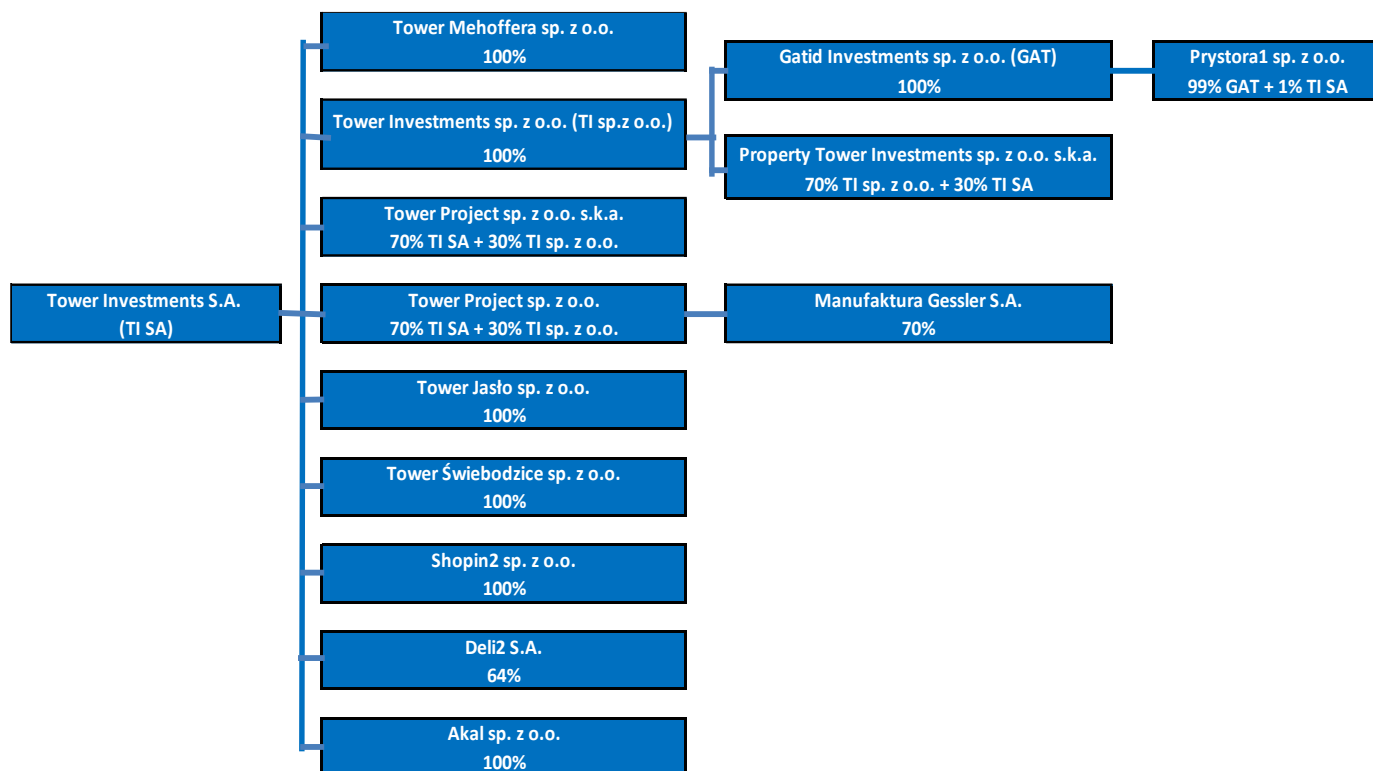 Tower Mehoffera sp. z o.o.
100%
Gatid Investments sp. z o.o. (GAT)
100%
Prystora1 sp. z o.o.
99% GAT + 1% TI SA
Tower Investments sp. z o.o. (TI sp.z o.o.)
100%
Property Tower Investments sp. z o.o. s.k.a.
70% TI sp. z o.o. + 30% TI SA
Tower Project sp. z o.o. s.k.a.
70% TI SA + 30% TI sp. z o.o.
Tower Investments S.A.
(TI SA)
Tower Project sp. z o.o.
70% TI SA + 30% TI sp. z o.o.
Manufaktura Gessler S.A.
70%
Tower Jasło sp. z o.o.
100%
Tower Świebodzice sp. z o.o.
100%
Shopin2 sp. z o.o.
100%
Deli2 S.A.
64%
Akal sp. z o.o.
100%